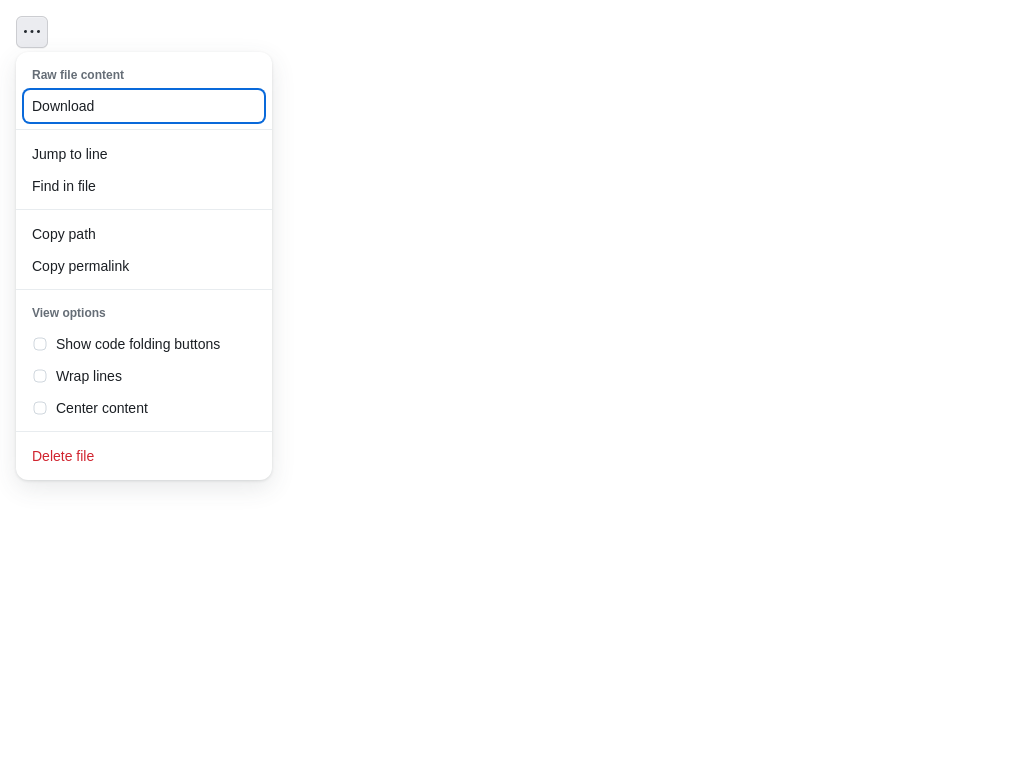 Raw file content
Download
Jump to line
Find in file
Copy path
Copy permalink
View options
Show code folding buttons
Wrap lines
Center content
Delete file